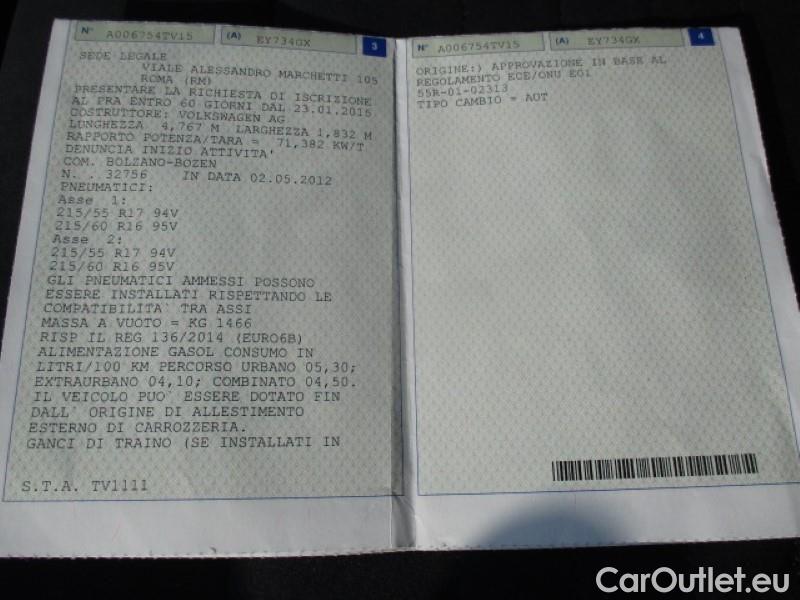 N° A006754TV15 (A) EY734GX 3
SEDE LEGALE
VIALE ALESSANDRO MARCHETTI 105
ROMA (RM)
PRESENTARE LA RICHIESTA DI ISCRIZIONE
AL PRA ENTRO 60 GIORNI DAL 23.01.2015
COSTRUTTORE: VOLKSWAGEN AG
LUNGHEZZA 4,767 M LARGHEZZA 1,832 M
RAPPORTO POTENZA/TARA = 71,382 KW/T
DENUNCIA INIZIO ATTIVITA'
COM. BOLZANO-BOZEN
N. . 32756 IN DATA 02.05.2012
PNEUMATICI:
Asse 1:
215/55 R17 94V
215/60 R16 95V
Asse 2:
215/55 R17 94V
215/60 R16 95V
GLI PNEUMATICI AMMESSI POSSONO
ESSERE INSTALLATI RISPETTANDO LE
COMPATIBILITA` TRA ASSI
MASSA A VUOTO = KG 1466
RISP IL REG 136/2014 (EURO6B)
ALIMENTAZIONE GASOL CONSUMO IN
LITRI/100 KM PERCORSO URBANO 05,30;
EXTRAURBANO 04,10; COMBINATO 04,50.
IL VEICOLO PUO` ESSERE DOTATO FIN
DALL` ORIGINE DI ALLESTIMENTO
ESTERNO DI CARROZZERIA.
GANCI DI TRAINO (SE INSTALLATI IN
S.T.A. TV1111
N° A006754TV15 (A) EY734GX 4
ORIGINE:) APPROVAZIONE IN BASE AL
REGOLAMENTO ECE/ONU E01
55R-01-02313
TIPO CAMBIO = AUT
CarOutlet.eu